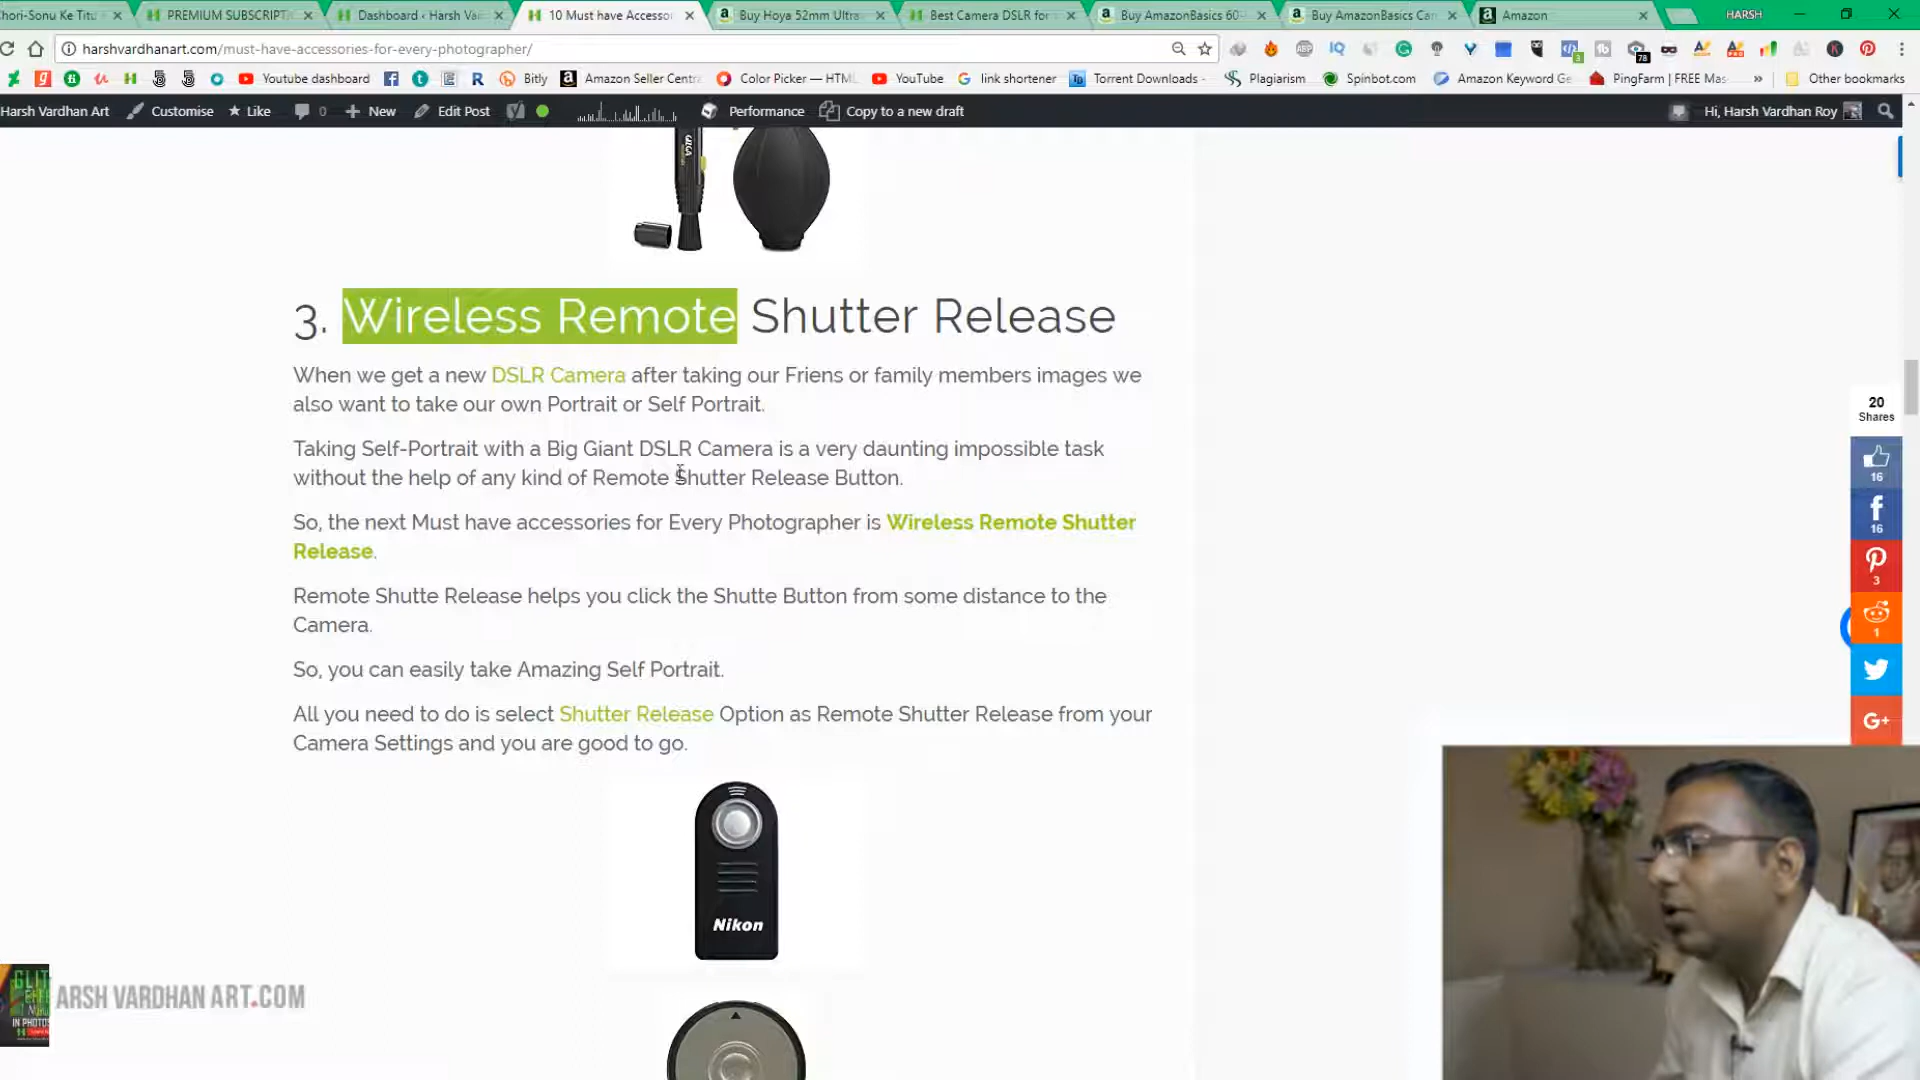 hori-Sonu Ke Titu
PREMIUM SUBSCRIPT
Dashboard ‹ Harsh Var
10 Must have Accessor
Buy Hoya 52mm Ultra
Best Camera DSLR for
Buy AmazonBasics 60-
Buy AmazonBasics Car
Amazon
HARSH
harshvardhanart.com/must-have-accessories-for-every-photographer/
Youtube dashboard
Bitly
Amazon Seller Centr
Color Picker — HTML
YouTube
link shortener
Torrent Downloads -
Plagiarism
Spinbot.com
Amazon Keyword Ge
PingFarm | FREE Mas
»
Other bookmarks
Harsh Vardhan Art
Customise
Like
0
New
Edit Post
Performance
Copy to a new draft
Hi, Harsh Vardhan Roy
3. Wireless Remote Shutter Release
When we get a new DSLR Camera after taking our Friens or family members images we
also want to take our own Portrait or Self Portrait.
Taking Self-Portrait with a Big Giant DSLR Camera is a very daunting impossible task
without the help of any kind of Remote Shutter Release Button.
So, the next Must have accessories for Every Photographer is Wireless Remote Shutter
Release.
Remote Shutte Release helps you click the Shutte Button from some distance to the
Camera.
So, you can easily take Amazing Self Portrait.
All you need to do is select Shutter Release Option as Remote Shutter Release from your
Camera Settings and you are good to go.
Nikon
20
Shares
16
16
3
1
G+
ARSH VARDHAN ART.COM
IN PHOTOS